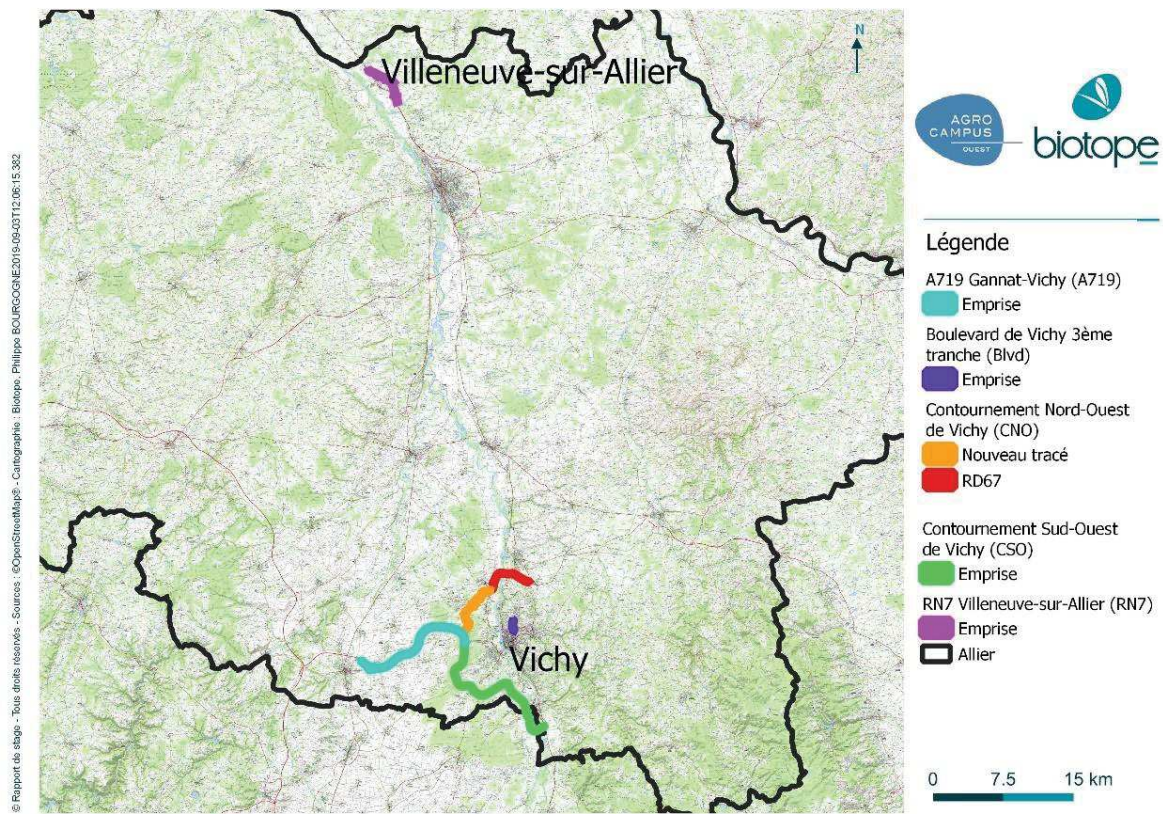 © Rapport de stage - Tous droits réservés - Sources : ©OpenStreetMap® - Cartographie : Biotope, Philippe BOURGOGNE2019-09-03T12:06:15.382
Villeneuve-sur-Allier
Vichy
N
AGRO
CAMPUS
OUEST
biotope
Légende
A719 Gannat-Vichy (A719)
Emprise
Boulevard de Vichy 3ème
tranche (Blvd)
Emprise
Contournement Nord-Ouest
de Vichy (CNO)
Nouveau tracé
RD67
Contournement Sud-Ouest
de Vichy (CSO)
Emprise
RN7 Villeneuve-sur-Allier (RN7)
Emprise
Allier
0 7.5 15 km